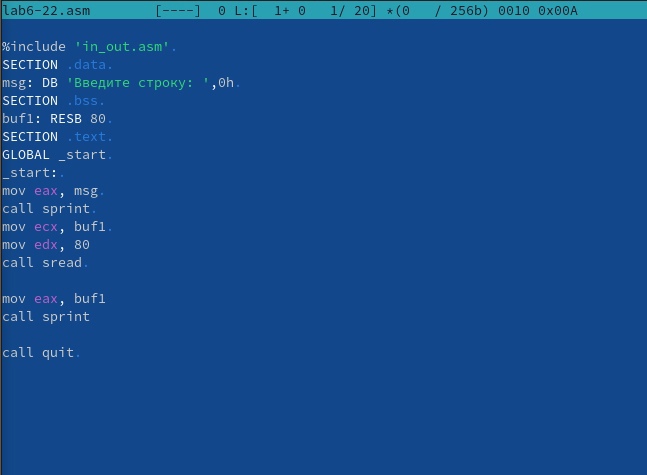 lab6-22.asm [----] 0 L:[ 1+ 0 1/ 20] *(0 / 256b) 0010 0x00A
%include 'in_out.asm'.
SECTION .data.
msg: DB 'Введите строку: ',0h.
SECTION .bss.
buf1: RESB 80.
SECTION .text.
GLOBAL _start.
_start:.
mov eax, msg.
call sprint.
mov ecx, buf1.
mov edx, 80
call sread.
mov eax, buf1
call sprint
call quit.